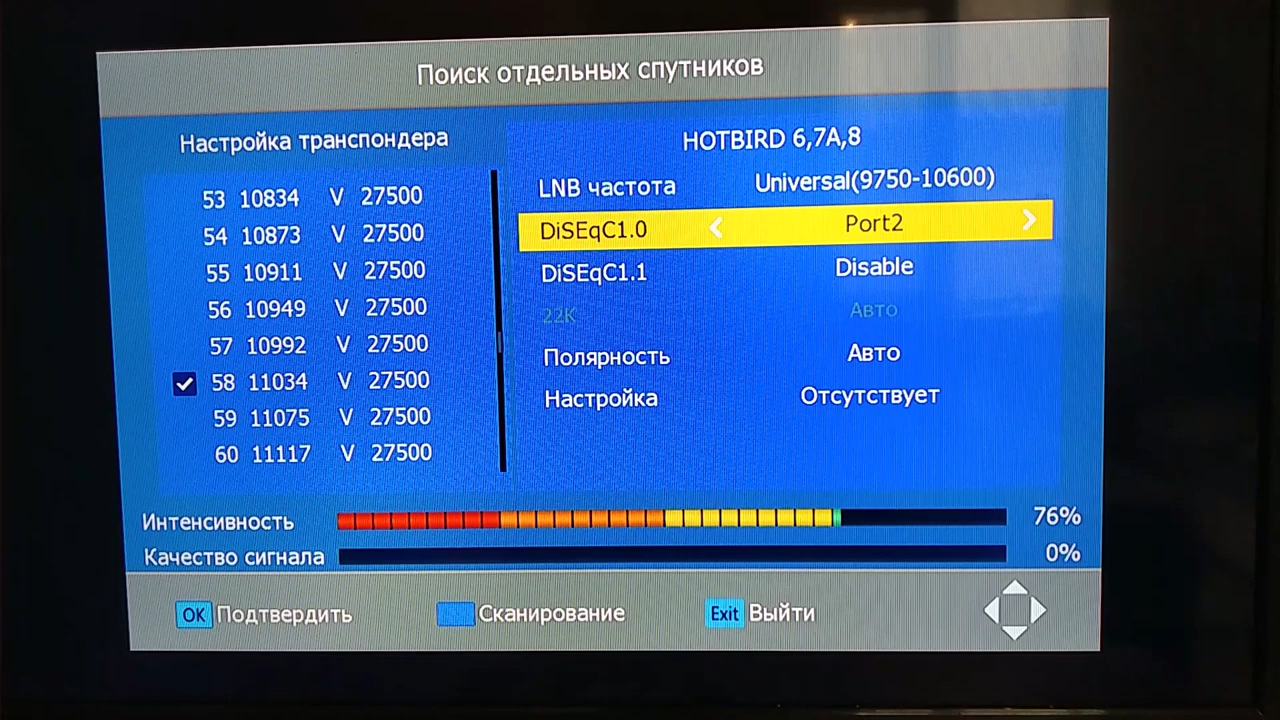 Поиск отдельных спутников
Настройка транспондера
53 10834 V 27500
54 10873 V 27500
55 10911 V 27500
56 10949 V 27500
57 10992 V 27500
58 11034 V 27500
59 11075 V 27500
60 11117 V 27500
HOTBIRD 6,7A,8
LNB частота Universal(9750-10600)
DiSEqC1.0 Port2
DiSEqC1.1 Disable
22K Авто
Полярность Авто
Настройка Отсутствует
Интенсивность 76%
Качество сигнала 0%
OK Подтвердить Сканирование Exit Выйти